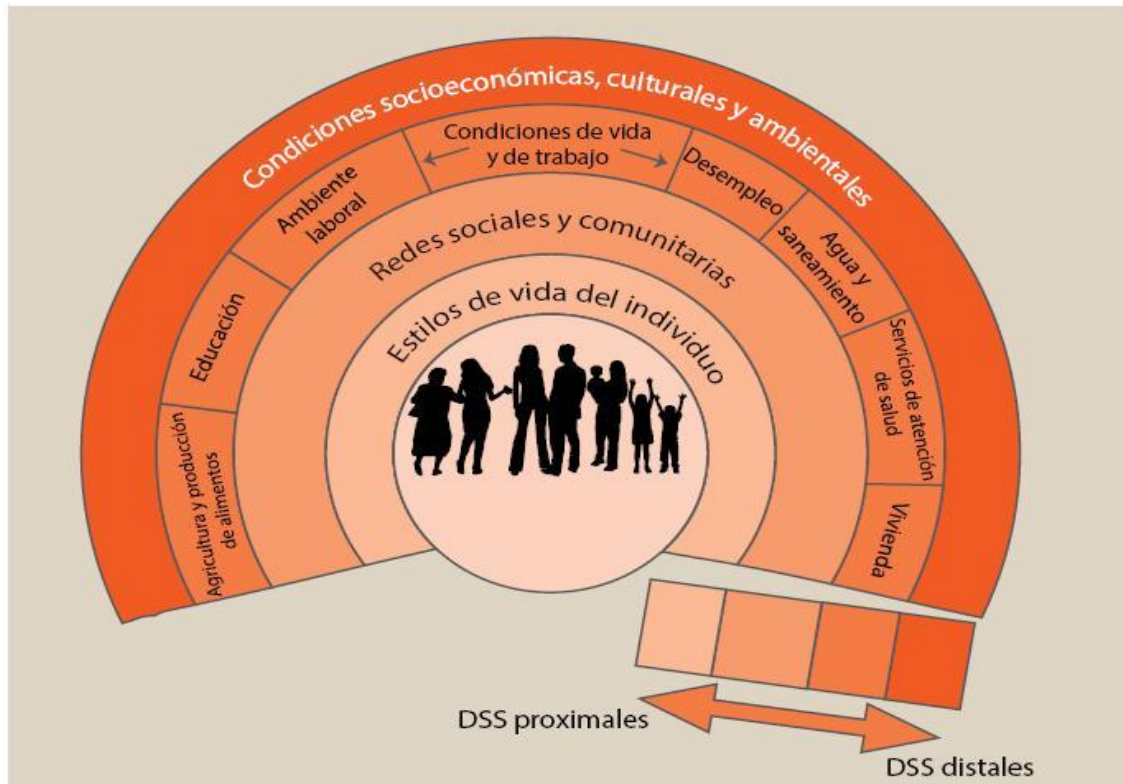 Condiciones socioeconómicas, culturales y ambientales
Condiciones de vida
y de trabajo
Agricultura y producción
de alimentos
Educación
Ambiente
laboral
Desempleo
Agua y
saneamiento
Servicios de atención
de salud
Vivienda
Redes sociales y comunitarias
Estilos de vida del individuo
DSS proximales
DSS distales